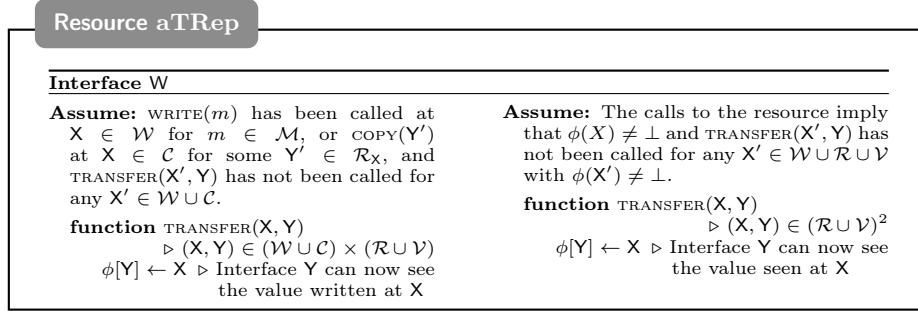 Resource aTRep
Interface W
Assume: WRITE(m) has been called at
X ∈ 𝒲 for m ∈ ℳ, or COPY(Y′)
at X ∈ 𝒞 for some Y′ ∈ ℛ_X, and
TRANSFER(X′, Y) has not been called for
any X′ ∈ 𝒲 ∪ 𝒞.
function TRANSFER(X, Y)
▷ (X, Y) ∈ (𝒲 ∪ 𝒞) × (ℛ ∪ 𝒱)
ϕ[Y] ← X ▷ Interface Y can now see
the value written at X
Assume: The calls to the resource imply
that ϕ(X) ≠ ⊥ and TRANSFER(X′, Y) has
not been called for any X′ ∈ 𝒲 ∪ ℛ ∪ 𝒱
with ϕ(X′) ≠ ⊥.
function TRANSFER(X, Y)
▷ (X, Y) ∈ (ℛ ∪ 𝒱)²
ϕ[Y] ← X ▷ Interface Y can now see
the value seen at X